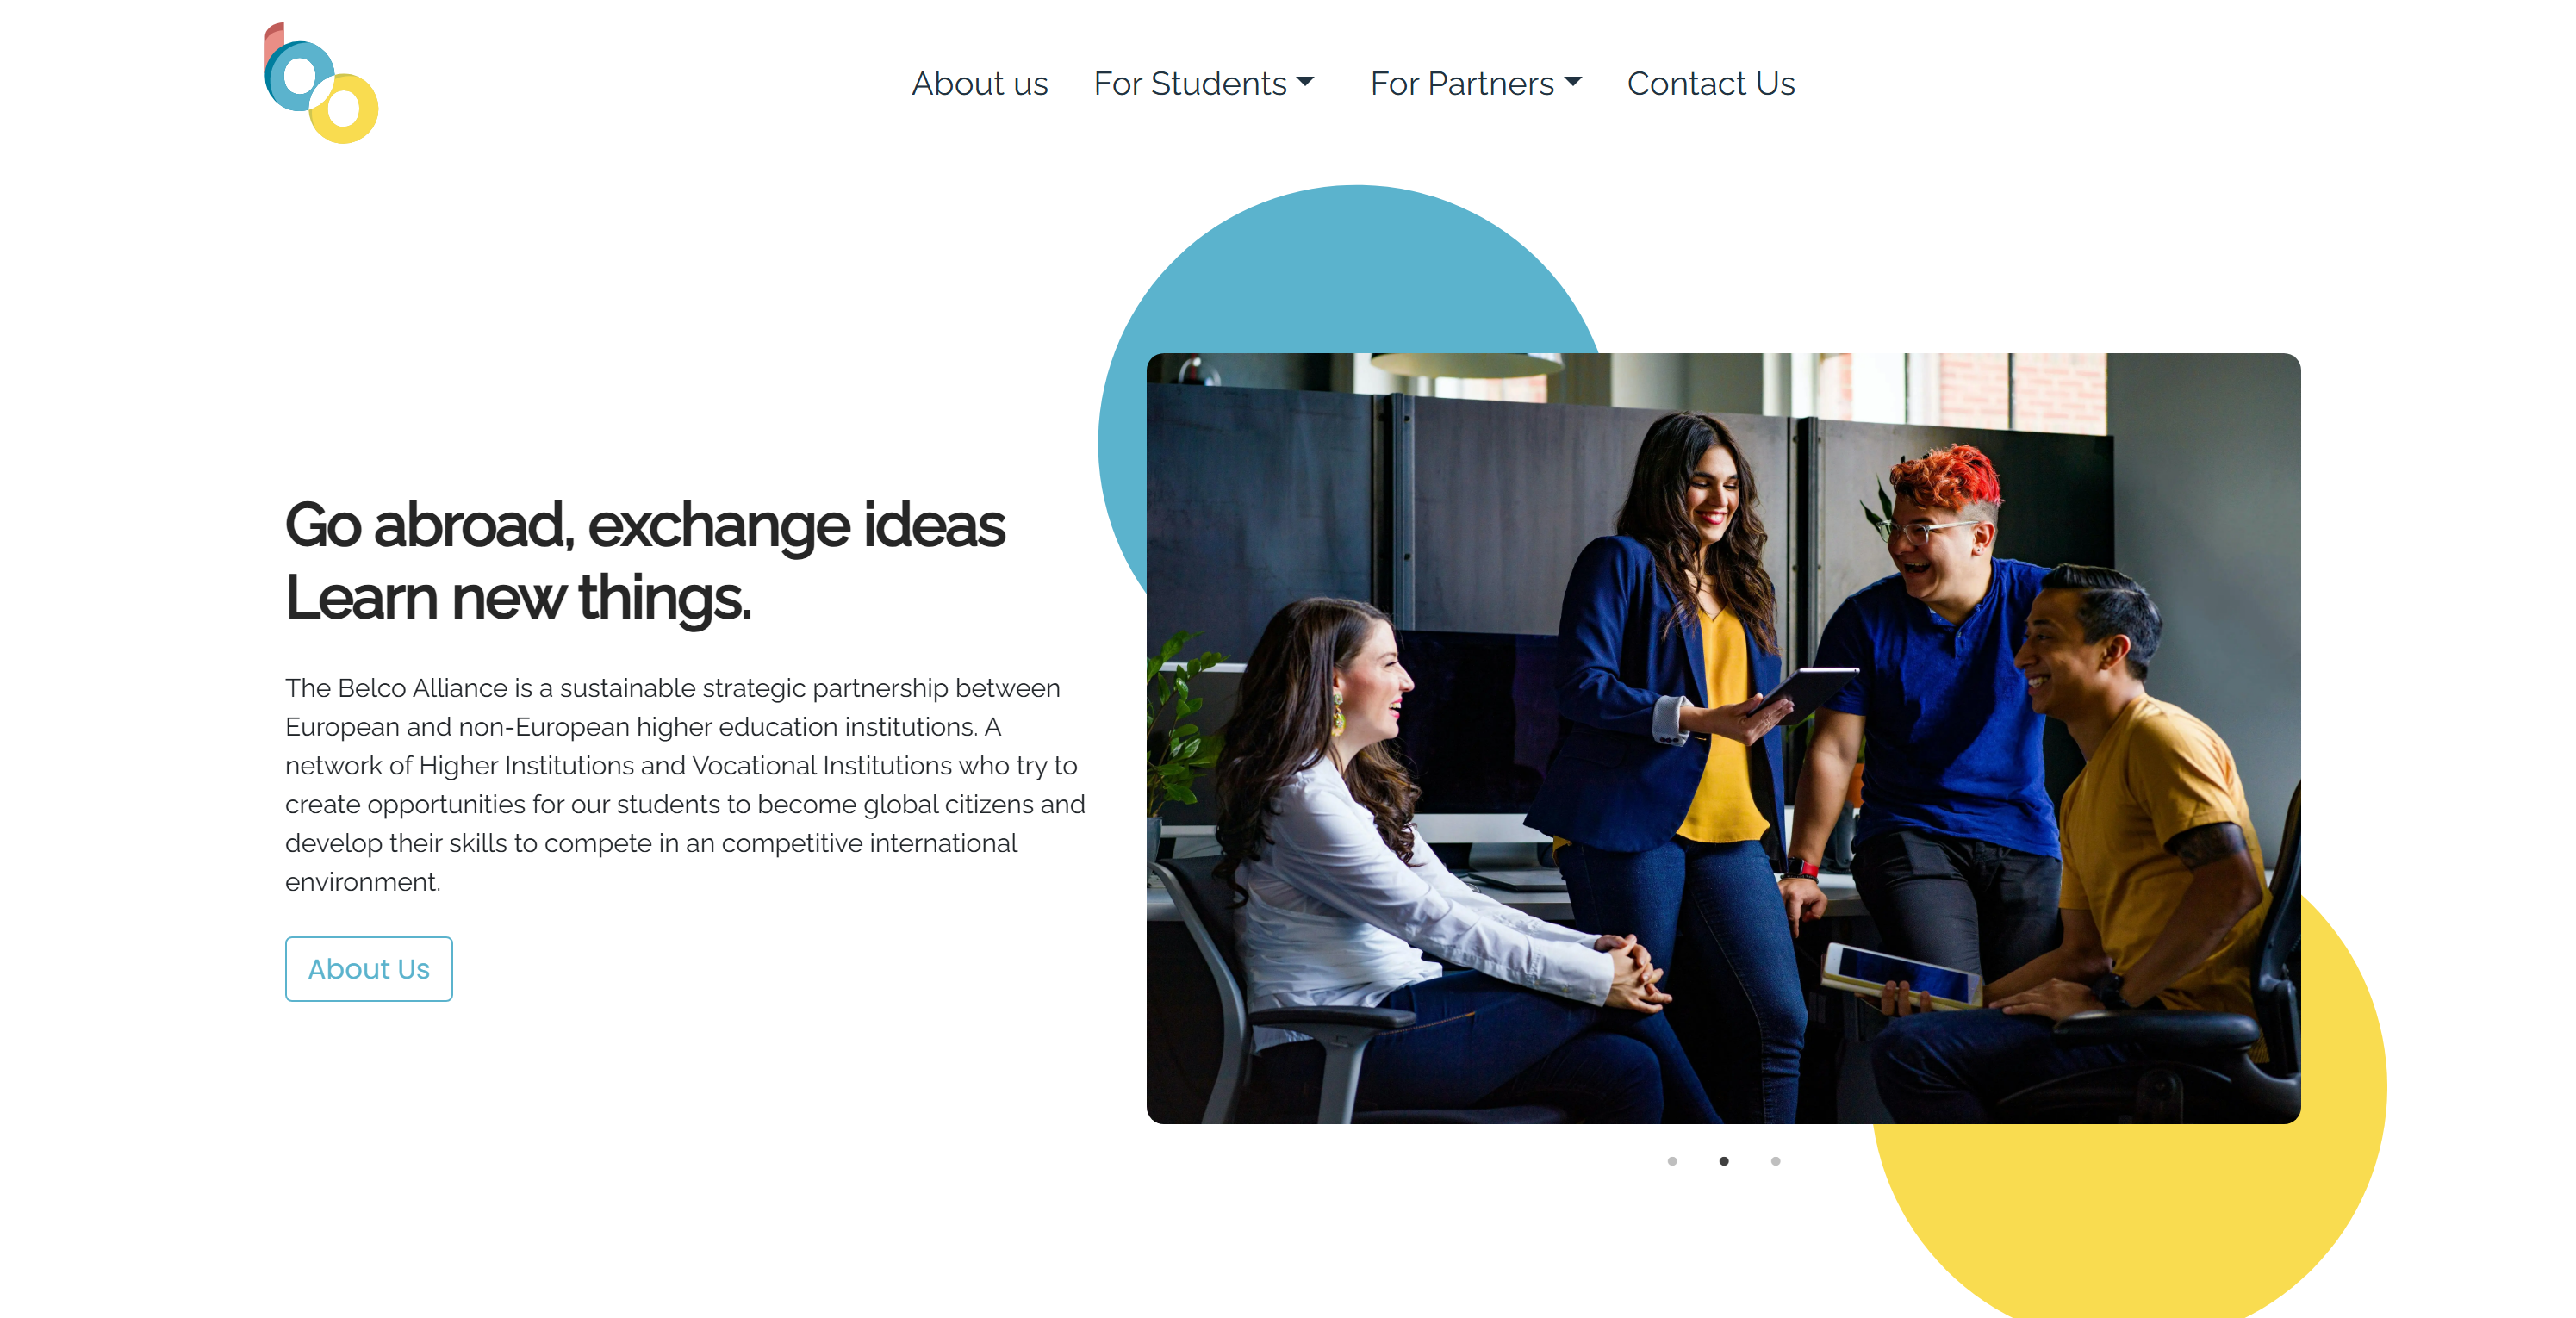 About us
For Students
For Partners
Contact Us
Go abroad, exchange ideas
Learn new things.
The Belco Alliance is a sustainable strategic partnership between
European and non-European higher education institutions. A
network of Higher Institutions and Vocational Institutions who try to
create opportunities for our students to become global citizens and
develop their skills to compete in an competitive international
environment.
About Us